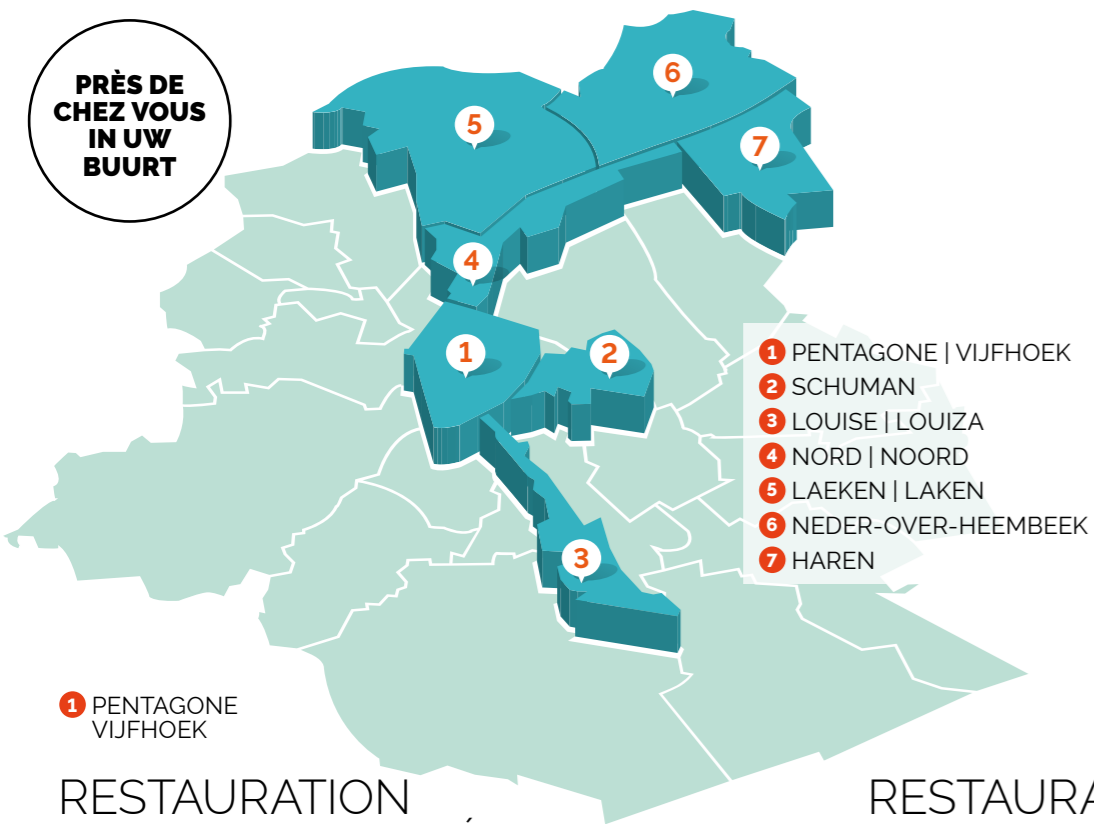 PRÈS DE
CHEZ VOUS
IN UW
BUURT
6
5
7
4
1
2
3
1 PENTAGONE | VIJFHOEK
2 SCHUMAN
3 LOUISE | LOUIZA
4 NORD | NOORD
5 LAEKEN | LAKEN
6 NEDER-OVER-HEEMBEEK
7 HAREN
1 PENTAGONE
VIJFHOEK
RESTAURATION